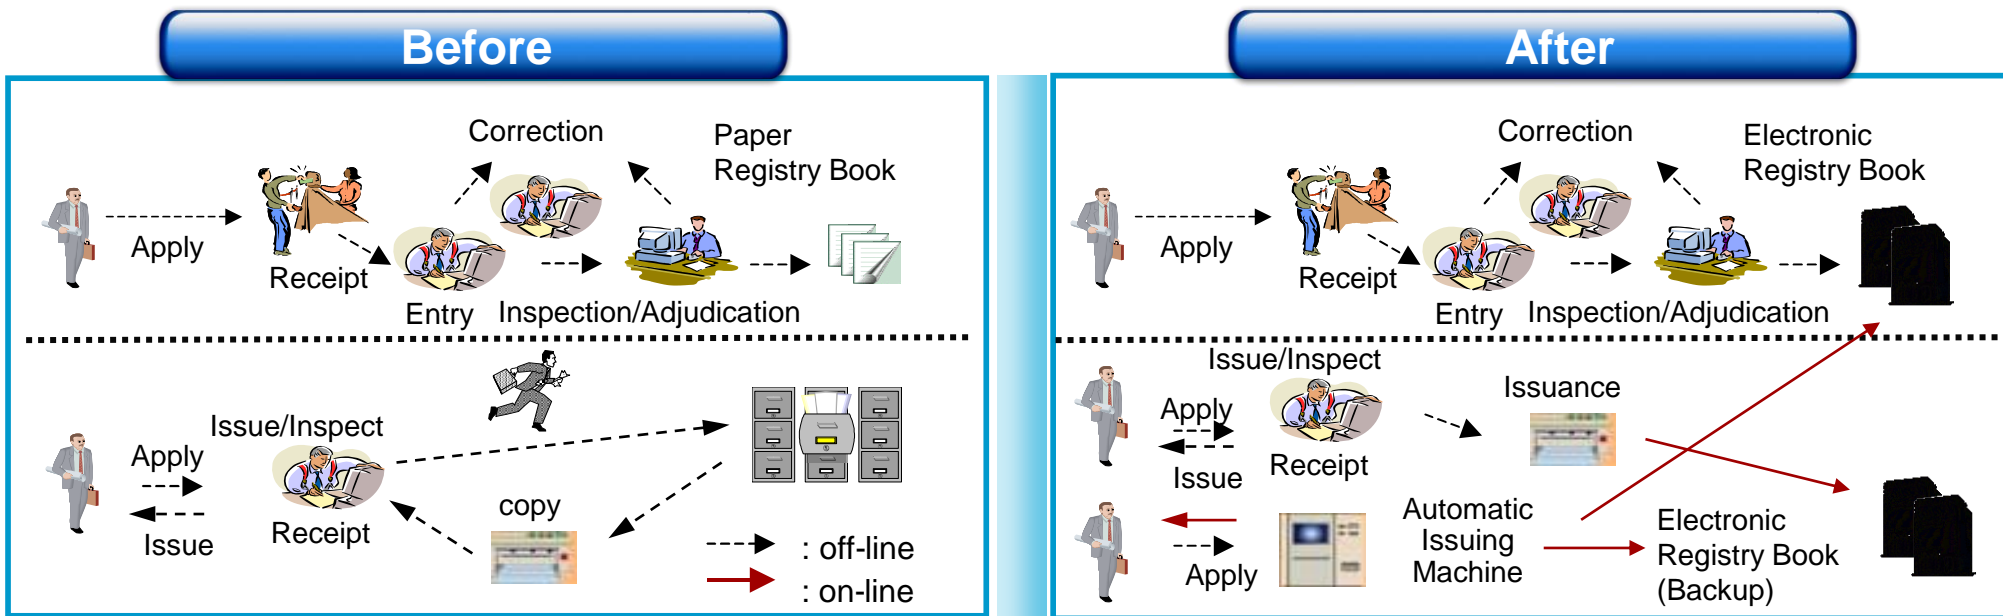 Before
Correction
Paper
Registry Book
Apply
Receipt
Entry
Inspection/Adjudication
Issue/Inspect
Apply
Issue
Receipt
copy
: off-line
: on-line
After
Correction
Electronic
Registry Book
Apply
Receipt
Entry
Inspection/Adjudication
Issue/Inspect
Issuance
Apply
Issue
Receipt
Apply
Automatic
Issuing
Machine
Electronic
Registry Book
(Backup)